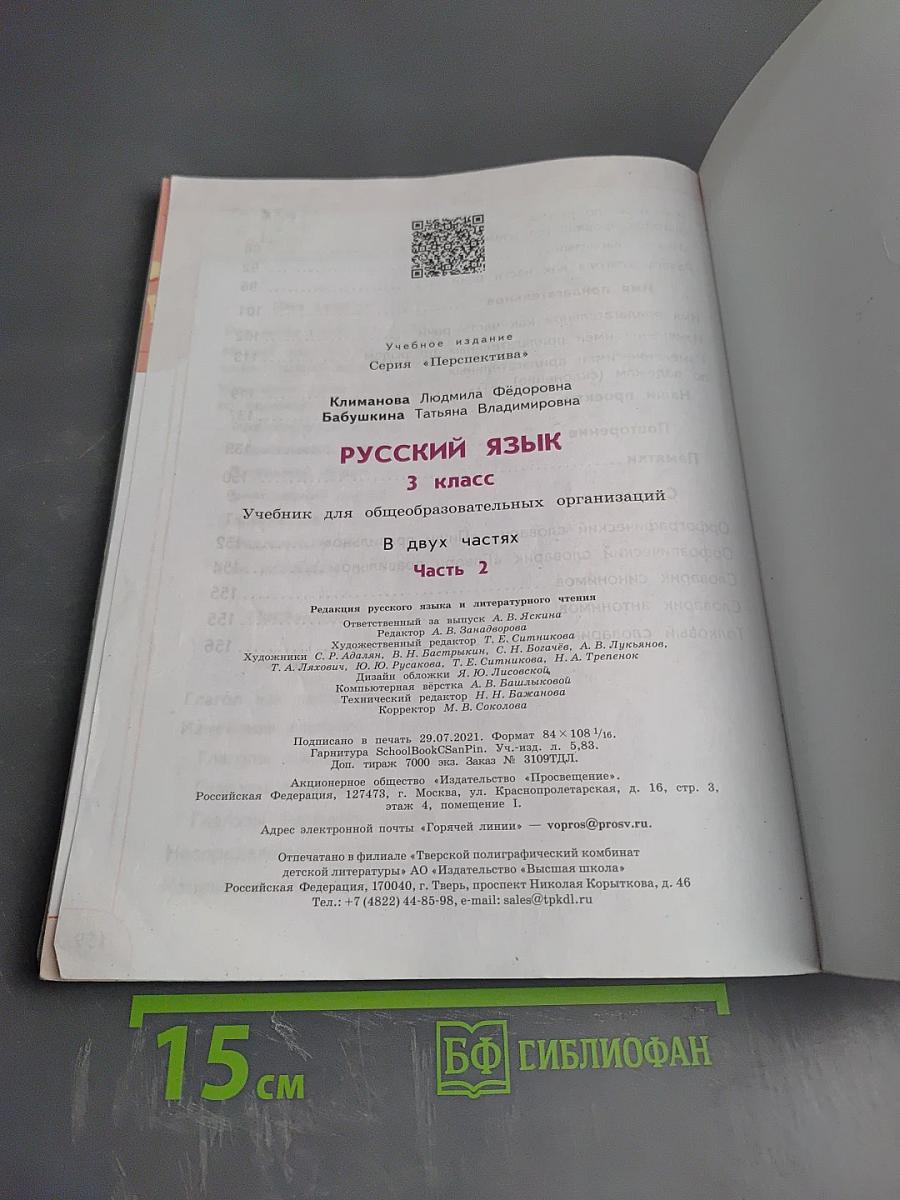 Учебное издание
Серия «Перспектива»
Климанова Людмила Фёдоровна
Бабушкина Татьяна Владимировна
РУССКИЙ ЯЗЫК
3 класс
Учебник для общеобразовательных организаций
В двух частях
Часть 2
Редакция русского языка и литературного чтения
Ответственный за выпуск А. В. Яскина
Редактор А. В. Занадворова
Художественный редактор Т. Е. Ситникова
Художники С. Р. Адалян, В. Н. Бастрыкин, С. Н. Богачёв, А. В. Лукьянов,
Т. А. Ляхович, Ю. Ю. Русакова, Т. Е. Ситникова, Н. А. Трепенок
Дизайн обложки Я. Ю. Лисовской
Компьютерная вёрстка А. В. Башлыковой
Технический редактор Н. Н. Бажанова
Корректор М. В. Соколова
Подписано в печать 29.07.2021. Формат 84 × 108 1/16.
Гарнитура SchoolBookCSanPin. Уч.-изд. л. 5,83.
Доп. тираж 7000 экз. Заказ № 3109ТДЛ.
Акционерное общество «Издательство «Просвещение».
Российская Федерация, 127473, г. Москва, ул. Краснопролетарская, д. 16, стр. 3,
этаж 4, помещение I.
Адрес электронной почты «Горячей линии» — vopros@prosv.ru.
Отпечатано в филиале «Тверской полиграфический комбинат
детской литературы» АО «Издательство «Высшая школа»
Российская Федерация, 170040, г. Тверь, проспект Николая Корыткова, д. 46
Тел.: +7 (4822) 44-85-98, e-mail: sales@tpkdl.ru
15 см
БФ БИБЛИОФАН